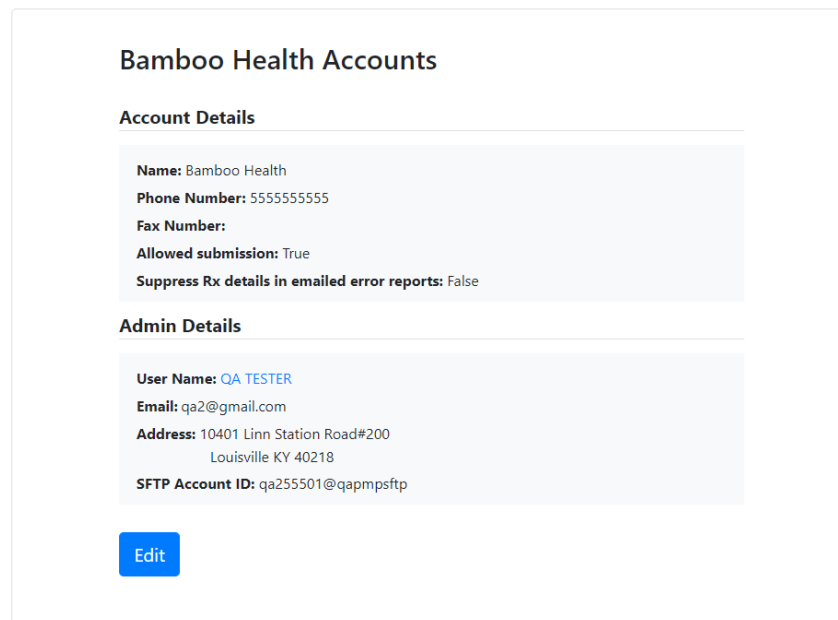 Bamboo Health Accounts
Account Details
Name: Bamboo Health
Phone Number: 5555555555
Fax Number:
Allowed submission: True
Suppress Rx details in emailed error reports: False
Admin Details
User Name: QA TESTER
Email: qa2@gmail.com
Address: 10401 Linn Station Road#200
Louisville KY 40218
SFTP Account ID: qa255501@qapmpsftp
Edit